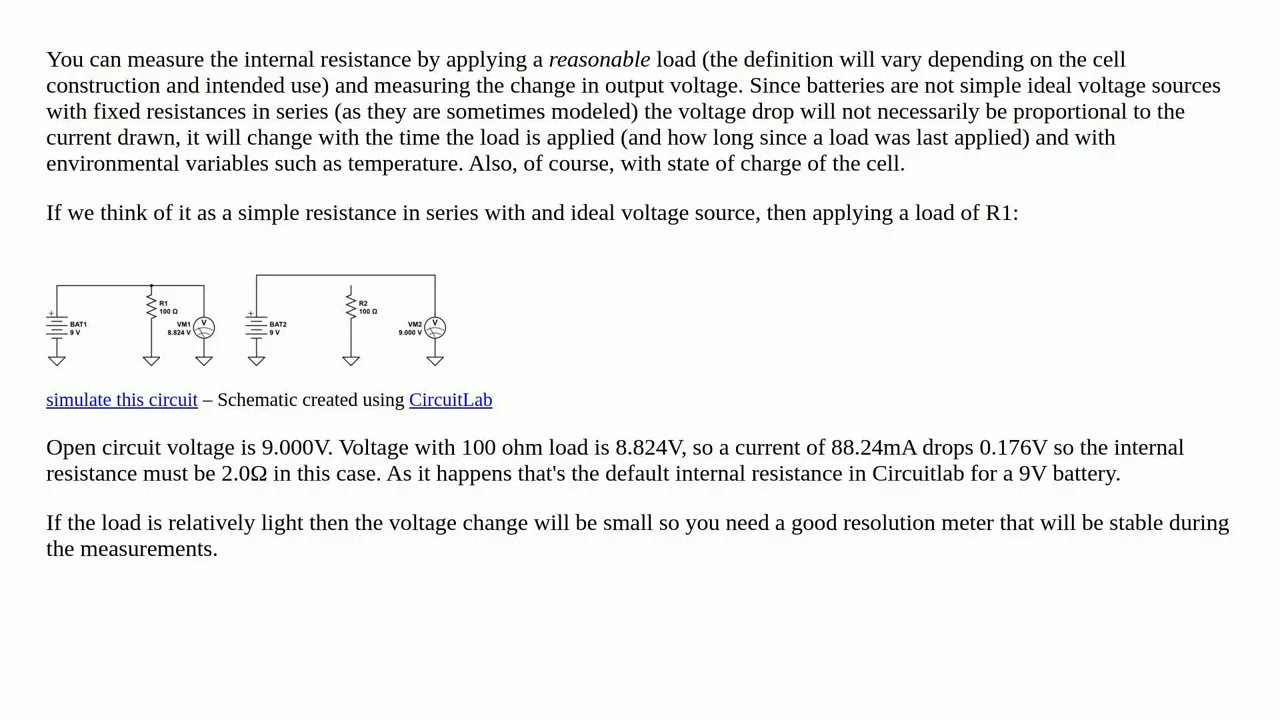 You can measure the internal resistance by applying a reasonable load (the definition will vary depending on the cell
construction and intended use) and measuring the change in output voltage. Since batteries are not simple ideal voltage sources
with fixed resistances in series (as they are sometimes modeled) the voltage drop will not necessarily be proportional to the
current drawn, it will change with the time the load is applied (and how long since a load was last applied) and with
environmental variables such as temperature. Also, of course, with state of charge of the cell.
If we think of it as a simple resistance in series with and ideal voltage source, then applying a load of R1:
+
BAT1
9 V
R1
100 Ω
VM1
8.824 V
V
+
BAT2
9 V
R2
100 Ω
VM2
9.000 V
V
simulate this circuit – Schematic created using CircuitLab
Open circuit voltage is 9.000V. Voltage with 100 ohm load is 8.824V, so a current of 88.24mA drops 0.176V so the internal
resistance must be 2.0Ω in this case. As it happens that's the default internal resistance in Circuitlab for a 9V battery.
If the load is relatively light then the voltage change will be small so you need a good resolution meter that will be stable during
the measurements.